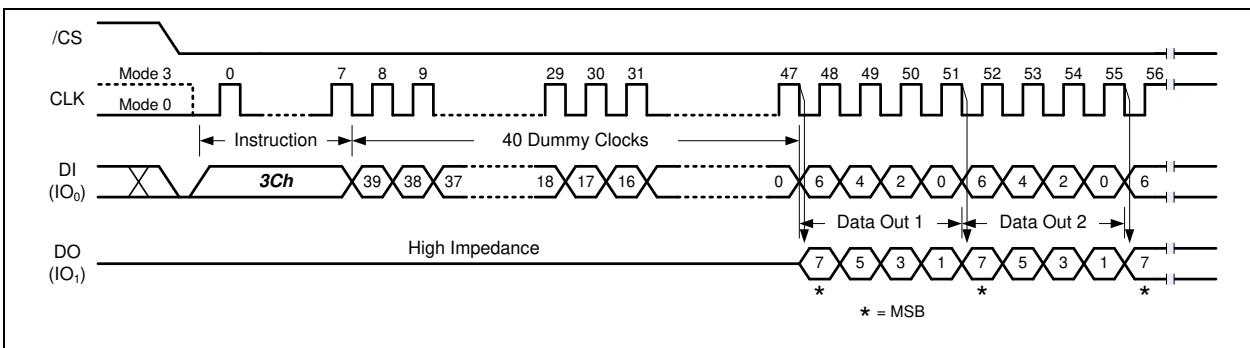 /CS
Mode 3 0 7 8 9 29 30 31 47 48 49 50 51 52 53 54 55 56
CLK
Mode 0
Instruction 40 Dummy Clocks
DI
(IO0)
3Ch 39 38 37 18 17 16 0 6 4 2 0 6 4 2 0 6
Data Out 1 Data Out 2
DO
(IO1)
High Impedance
7 5 3 1 7 5 3 1 7
* * *
* = MSB